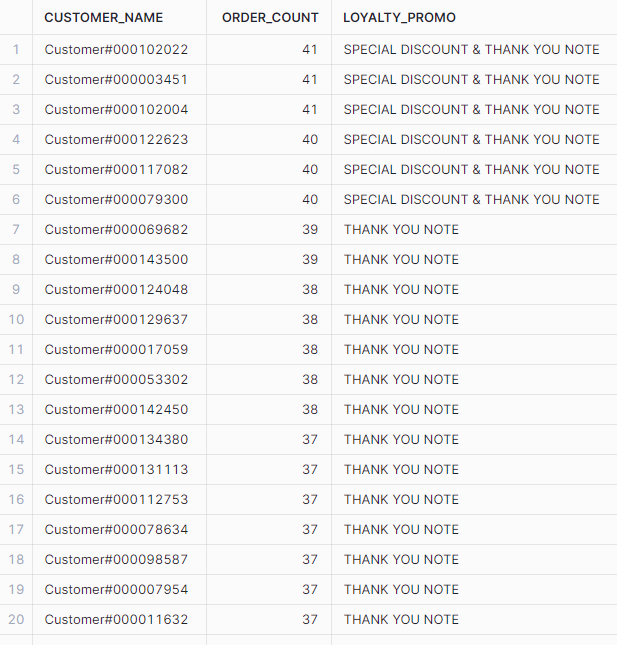 CUSTOMER_NAME ORDER_COUNT LOYALTY_PROMO
1 Customer#000102022 41 SPECIAL DISCOUNT & THANK YOU NOTE
2 Customer#000003451 41 SPECIAL DISCOUNT & THANK YOU NOTE
3 Customer#000102004 41 SPECIAL DISCOUNT & THANK YOU NOTE
4 Customer#000122623 40 SPECIAL DISCOUNT & THANK YOU NOTE
5 Customer#000117082 40 SPECIAL DISCOUNT & THANK YOU NOTE
6 Customer#000079300 40 SPECIAL DISCOUNT & THANK YOU NOTE
7 Customer#000069682 39 THANK YOU NOTE
8 Customer#000143500 39 THANK YOU NOTE
9 Customer#000124048 38 THANK YOU NOTE
10 Customer#000129637 38 THANK YOU NOTE
11 Customer#000017059 38 THANK YOU NOTE
12 Customer#000053302 38 THANK YOU NOTE
13 Customer#000142450 38 THANK YOU NOTE
14 Customer#000134380 37 THANK YOU NOTE
15 Customer#000131113 37 THANK YOU NOTE
16 Customer#000112753 37 THANK YOU NOTE
17 Customer#000078634 37 THANK YOU NOTE
18 Customer#000098587 37 THANK YOU NOTE
19 Customer#000007954 37 THANK YOU NOTE
20 Customer#000011632 37 THANK YOU NOTE